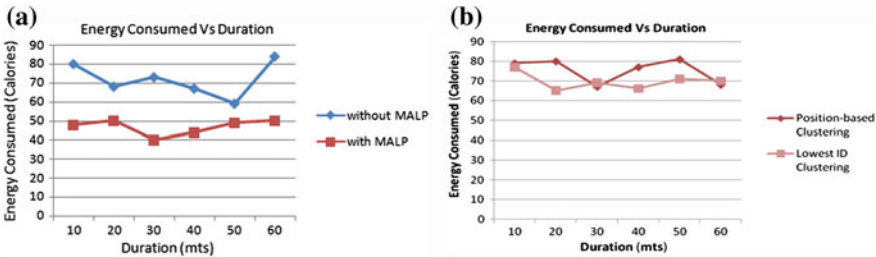 (a)
Energy Consumed Vs Duration
Energy Consumed (Calories)
90
80
70
60
50
40
30
20
10
0
10 20 30 40 50 60
Duration (mts)
without MALP
with MALP
(b)
Energy Consumed Vs Duration
Energy Consumed (Calories)
90
80
70
60
50
40
30
20
10
0
10 20 30 40 50 60
Duration (mts)
Position-based
Clustering
Lowest ID
Clustering